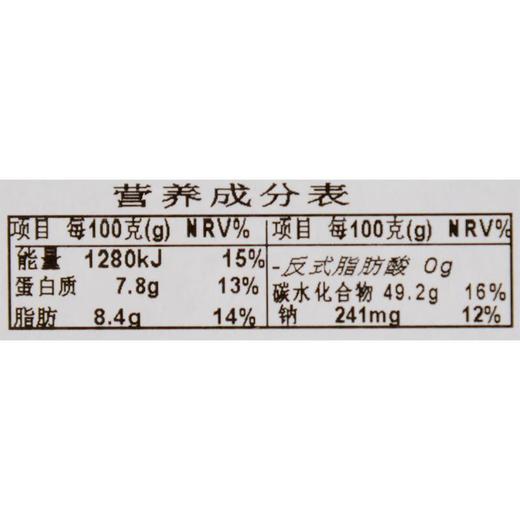 营养成分表
项目 每100克(g) NRV% 项目 每100克(g) NRV%
能量 1280kJ 15% -反式脂肪酸 0g
蛋白质 7.8g 13% 碳水化合物 49.2g 16%
脂肪 8.4g 14% 钠 241mg 12%